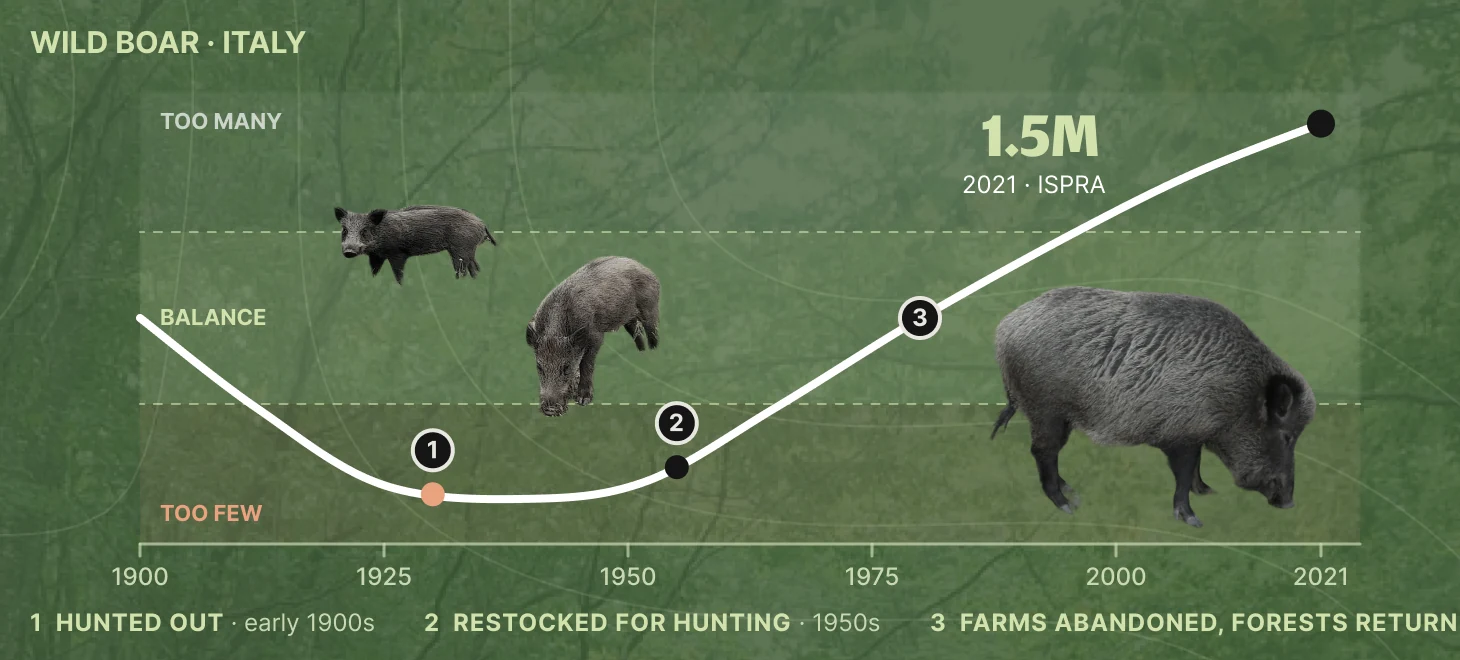 WILD BOAR · ITALY
TOO MANY
1.5M
2021 · ISPRA
BALANCE
3
2
1
TOO FEW
1900 1925 1950 1975 2000 2021
1 HUNTED OUT · early 1900s 2 RESTOCKED FOR HUNTING · 1950s 3 FARMS ABANDONED, FORESTS RETURN